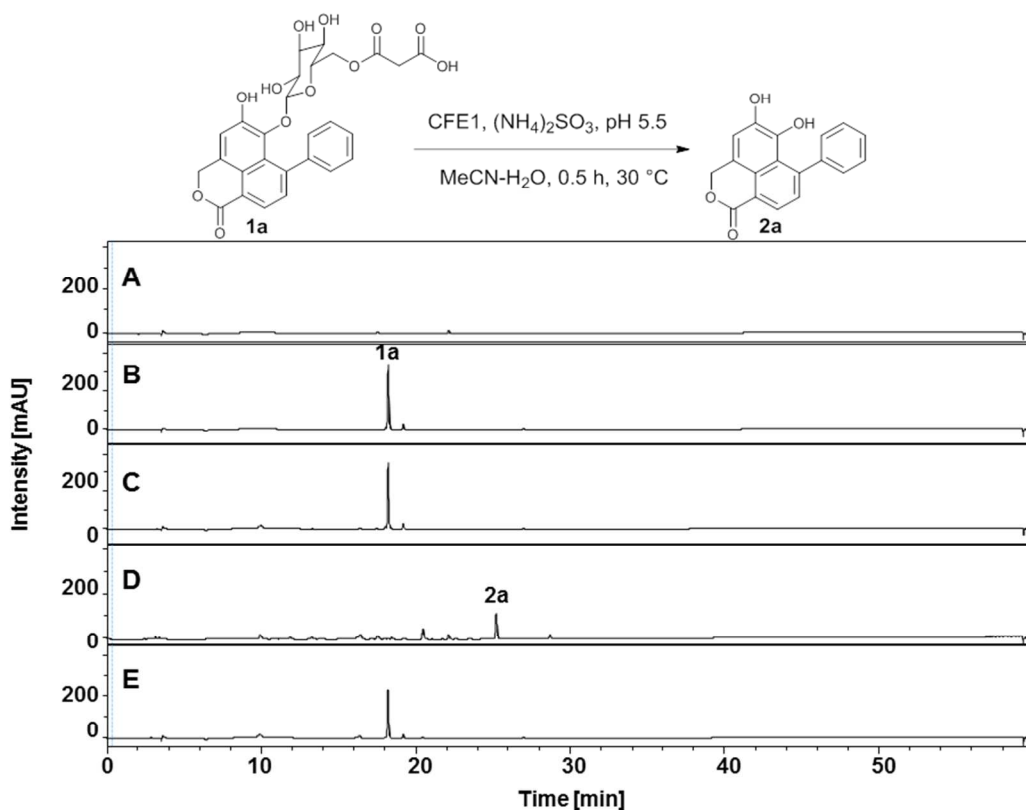 OH OH
HO O O
HO O O OH
OH O
O
CFE1, (NH₄)₂SO₃, pH 5.5
MeCN-H₂O, 0.5 h, 30 °C
O
O
1a
OH
OH
O
O
2a
A
200
0
1a
B
200
0
C
200
0
D
2a
200
0
E
200
0
Intensity [mAU]
0 10 20 30 40 50
Time [min]